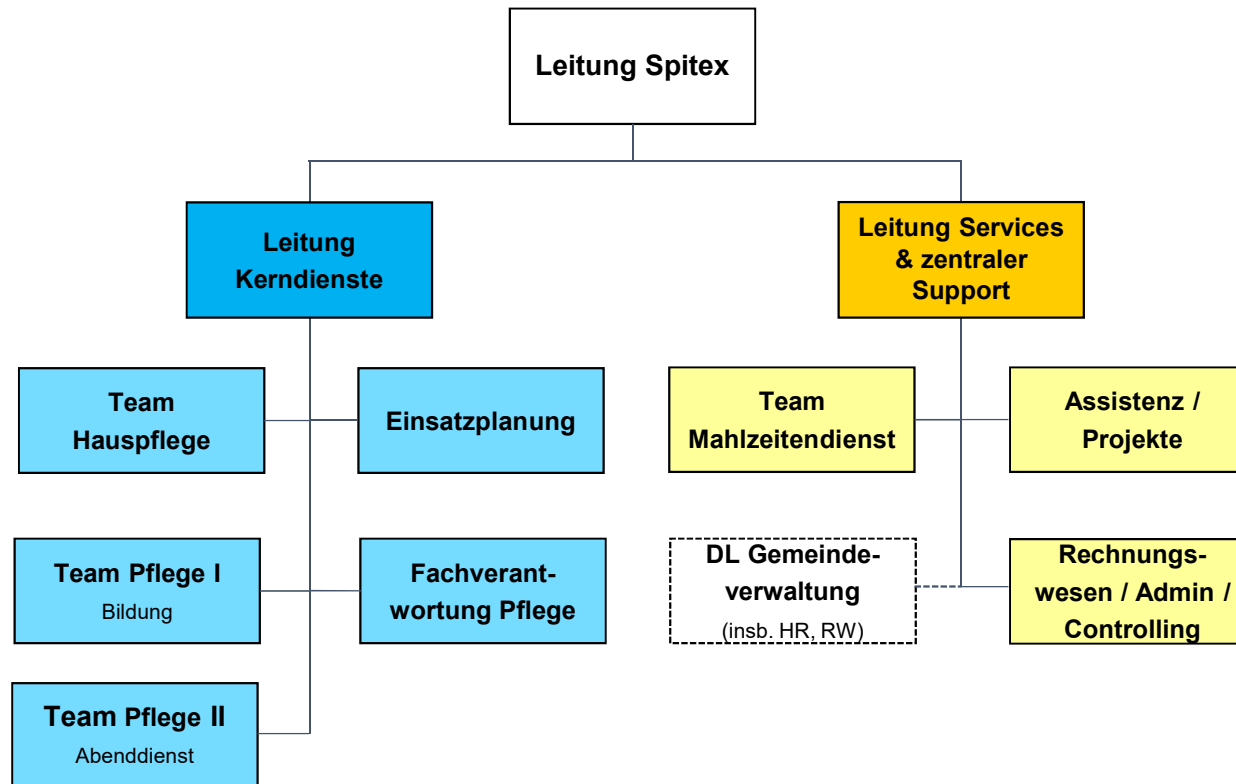 Leitung Spitex
Leitung
Kerndienste
Leitung Services
& zentraler
Support
Team
Hauspflege
Einsatzplanung
Team
Mahlzeitendienst
Assistenz /
Projekte
Team Pflege I
Bildung
Fachverant-
wortung Pflege
DL Gemeinde-
verwaltung
(insb. HR, RW)
Rechnungs-
wesen / Admin /
Controlling
Team Pflege II
Abenddienst